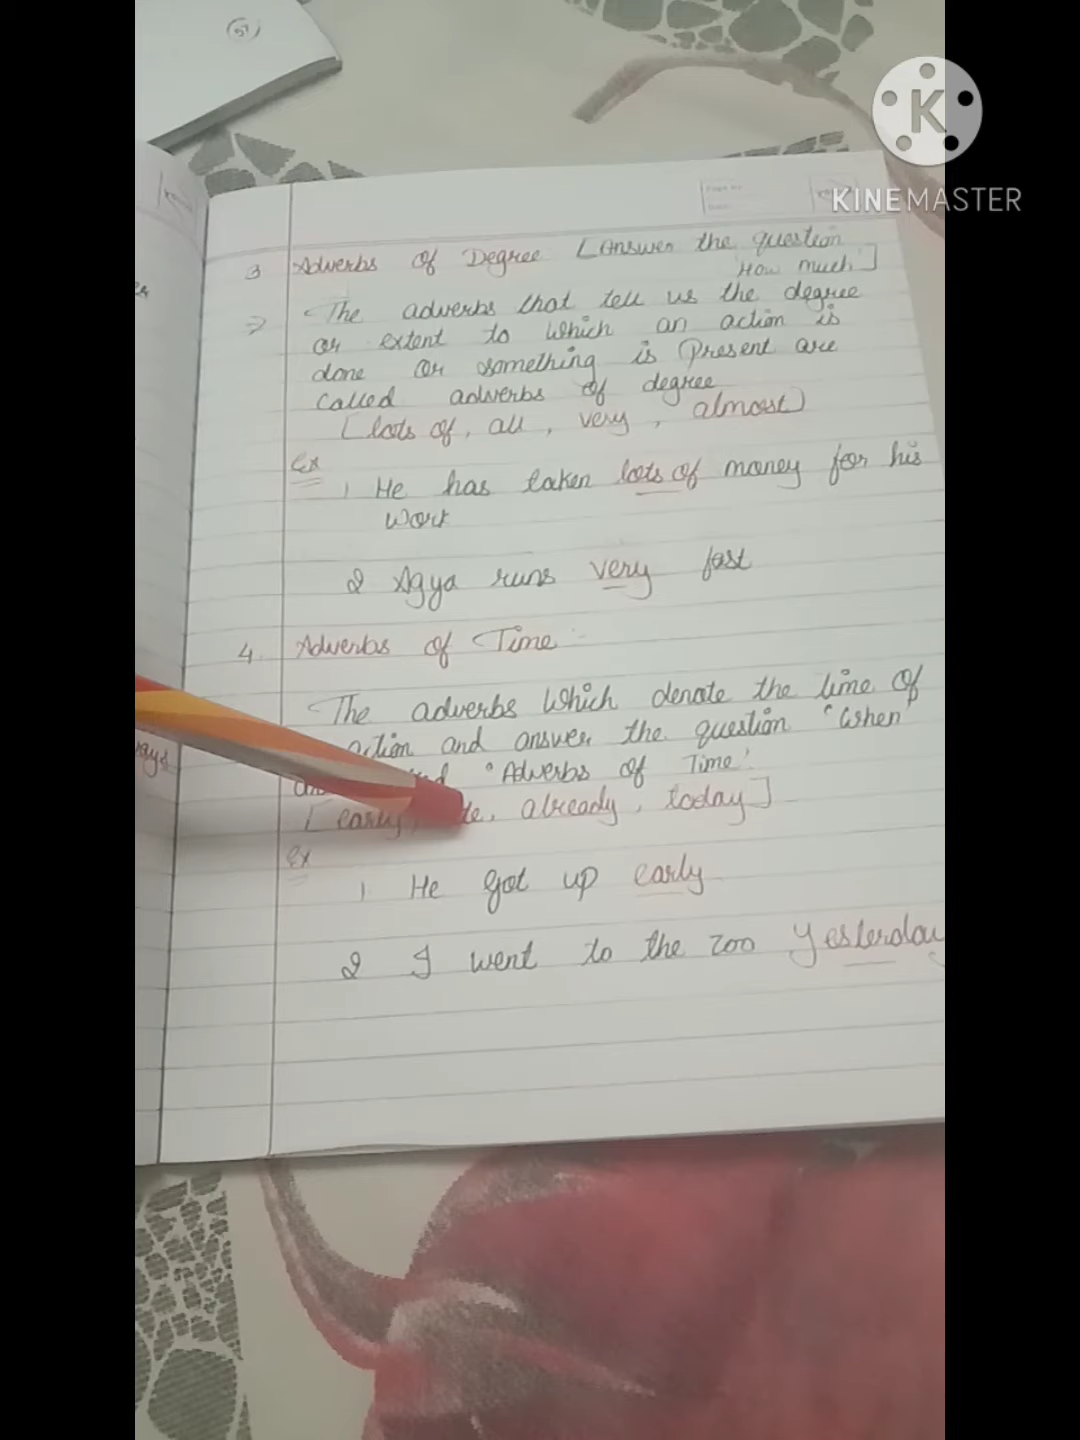 57
K
KINEMASTER
3 Adverbs of Degree [Answer the question
"How much"]
⇒ The adverbs that tell us the degree
or extent to which an action is
done or something is present are
called adverbs of degree
[lots of, all, very, almost]
Ex
1 He has taken lots of money for his
work
2 Agya runs very fast
4. Adverbs of Time :-
The adverbs which denote the time of
action and answer the question "When"
"Adverbs of Time'
[early, already, today]
Ex
1 He got up early
2 I went to the zoo yesterday